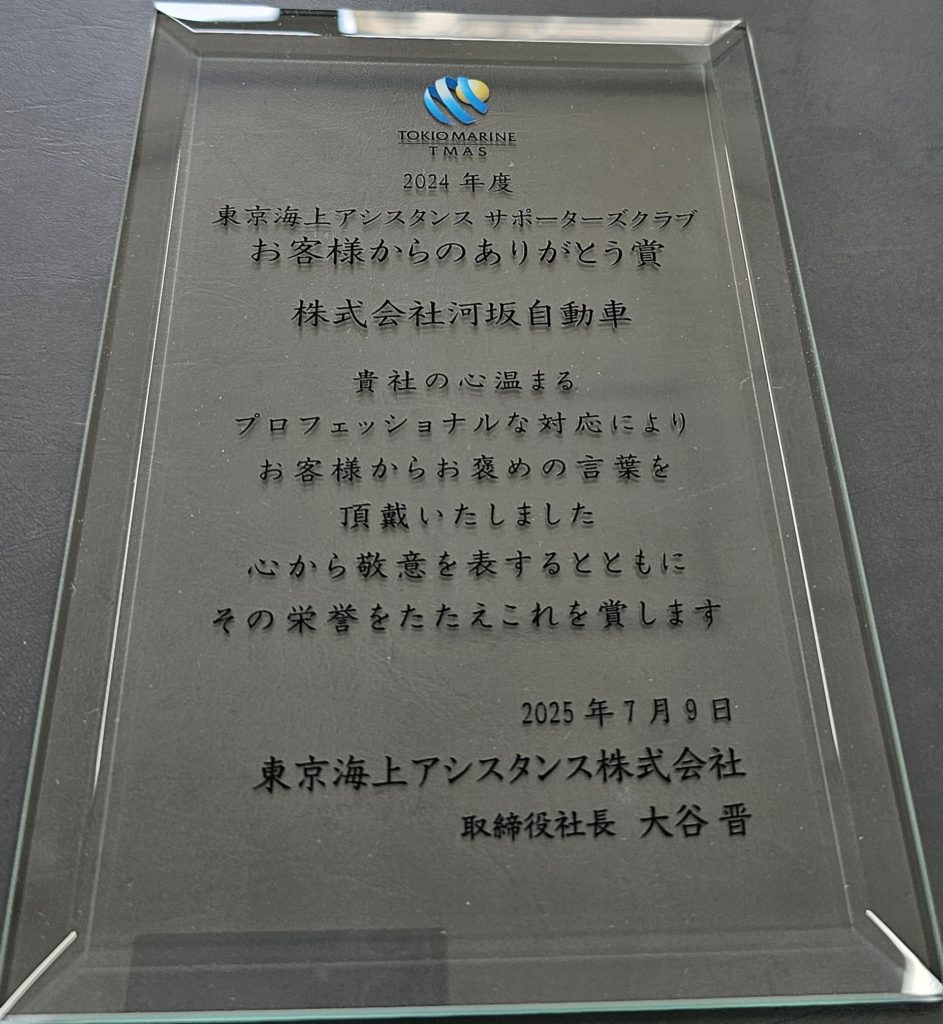 TOKIO MARINE
TMAS
2024 年度
東京海上アシスタンス サポーターズクラブ
お客様からのありがとう賞
株式会社河坂自動車
貴社の心温まる
プロフェッショナルな対応により
お客様からお褒めの言葉を
頂戴いたしました
心から敬意を表するとともに
その栄誉をたたえこれを賞します
2025 年 7 月 9 日
東京海上アシスタンス株式会社
取締役社長 大谷 晋